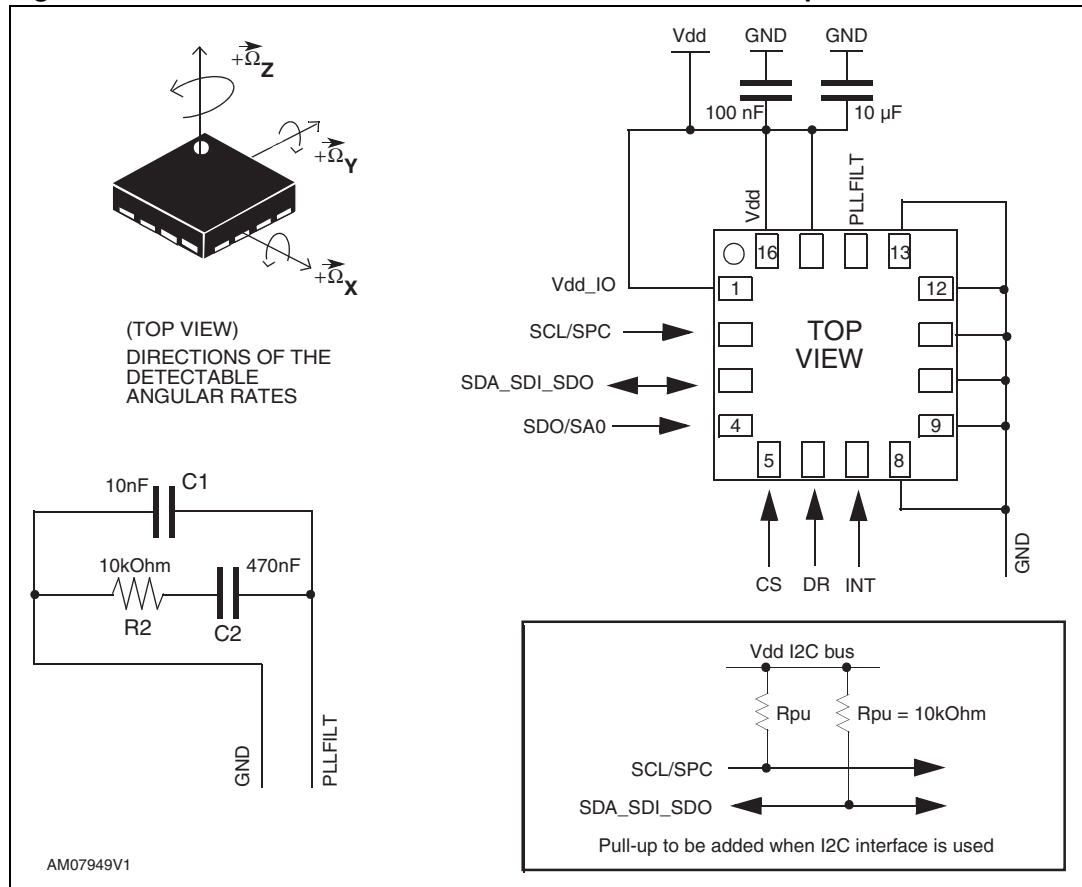 +Ω→Z
+Ω→Y
+Ω→X
(TOP VIEW)
DIRECTIONS OF THE
DETECTABLE
ANGULAR RATES
Vdd
GND
GND
100 nF
10 µF
Vdd
PLLFILT
16
13
Vdd_IO
1
12
SCL/SPC
TOP
VIEW
SDA_SDI_SDO
SDO/SA0
4
9
5
8
CS
DR
INT
GND
10nF
C1
10kOhm
470nF
R2
C2
GND
PLLFILT
Vdd I2C bus
Rpu
Rpu = 10kOhm
SCL/SPC
SDA_SDI_SDO
Pull-up to be added when I2C interface is used
AM07949V1